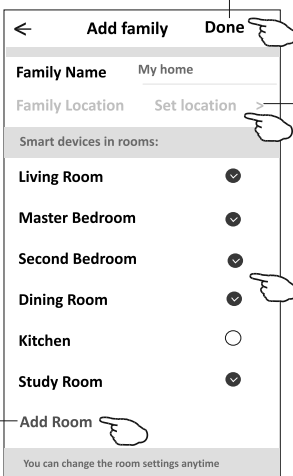 Add family Done
Family Name My home
Family Location Set location >
Smart devices in rooms:
Living Room
Master Bedroom
Second Bedroom
Dining Room
Kitchen
Study Room
Add Room
You can change the room settings anytime